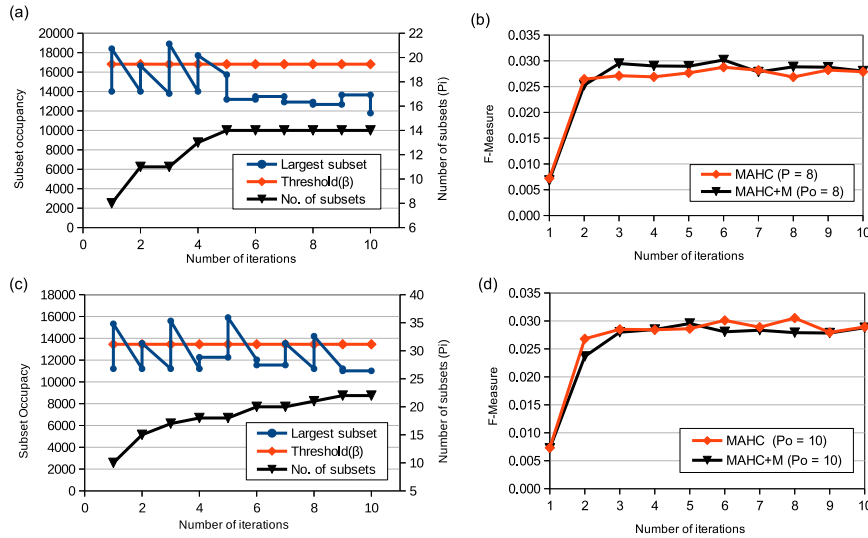 (a)
20000
18000
16000
14000
12000
10000
8000
6000
4000
2000
0
Subset occupancy
22
20
18
16
14
12
10
8
6
Number of subsets (Pi)
0
2
4
6
8
10
Number of iterations
Largest subset
Threshold(β)
No. of subsets
(b)
0.035
0.030
0.025
0.020
0.015
0.010
0.005
0.000
F-Measure
1 2 3 4 5 6 7 8 9 10
Number of iterations
MAHC (P = 8)
MAHC+M (Po = 8)
(c)
18000
16000
14000
12000
10000
8000
6000
4000
2000
0
Subset Occupancy
40
35
30
25
20
15
10
5
Number of subsets (Pi)
0
2
4
6
8
10
Number of iterations
Largest subset
Threshold(β)
No. of subsets
(d)
0.035
0.030
0.025
0.020
0.015
0.010
0.005
0.000
F-Measure
1 2 3 4 5 6 7 8 9 10
Number of iterations
MAHC (Po = 10)
MAHC+M (Po = 10)